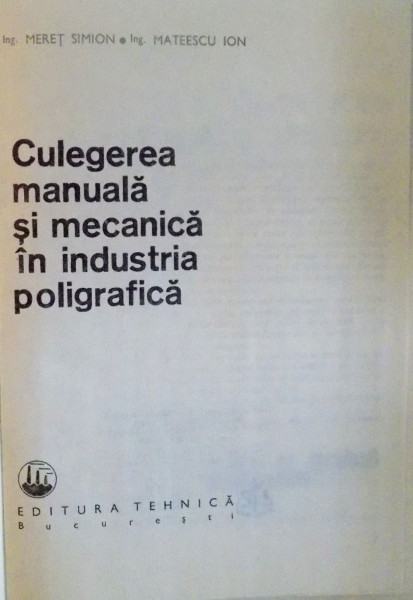 Ing. MEREȚ SIMION • Ing. MATEESCU ION
Culegerea
manuală
și mecanică
în industria
poligrafică
EDITURA TEHNICĂ
București